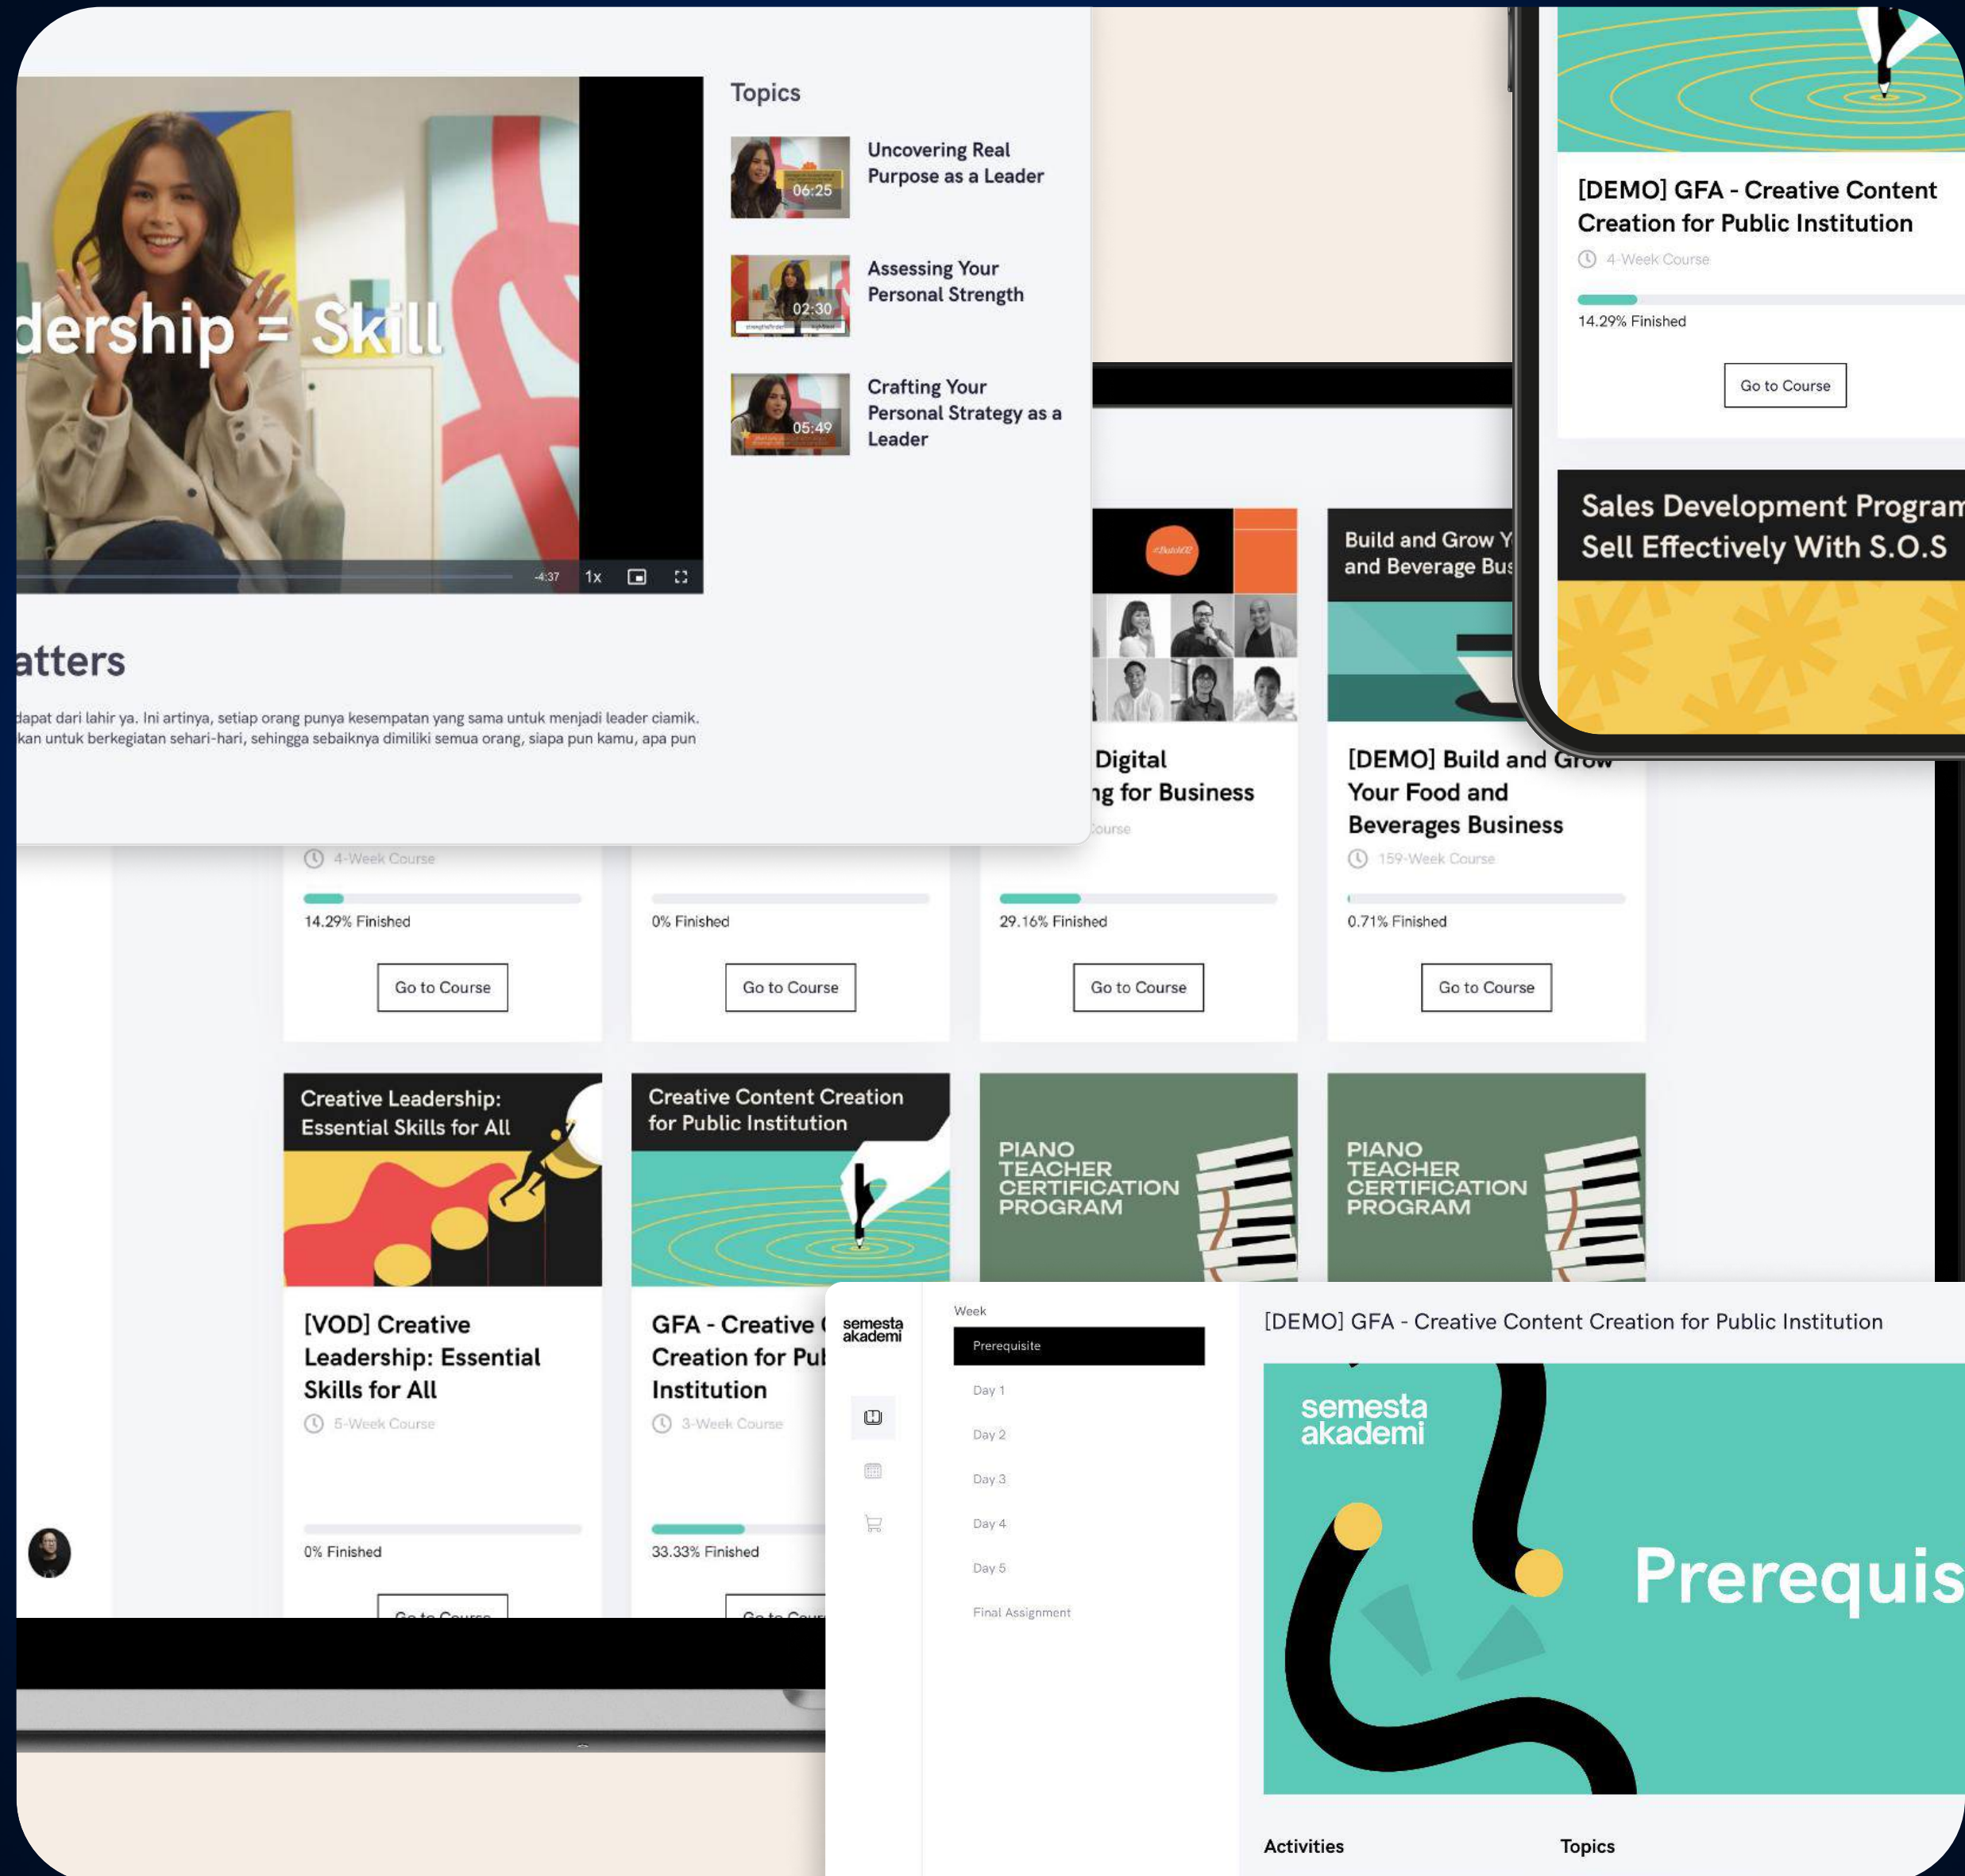 dership = Skill
-4:37 1x
atters
dapat dari lahir ya. Ini artinya, setiap orang punya kesempatan yang sama untuk menjadi leader ciamik.
kan untuk berkegiatan sehari-hari, sehingga sebaiknya dimiliki semua orang, siapa pun kamu, apa pun
Topics
06:25
Uncovering Real
Purpose as a Leader
02:30
Assessing Your
Personal Strength
05:49
Crafting Your
Personal Strategy as a
Leader
[DEMO] GFA - Creative Content
Creation for Public Institution
4-Week Course
14.29% Finished
Go to Course
Sales Development Program
Sell Effectively With S.O.S
4-Week Course
14.29% Finished
Go to Course
0% Finished
Go to Course
#Batch02
Digital
ng for Business
Course
29.16% Finished
Go to Course
Build and Grow Y
and Beverage Bus
[DEMO] Build and Grow
Your Food and
Beverages Business
159-Week Course
0.71% Finished
Go to Course
Creative Leadership:
Essential Skills for All
[VOD] Creative
Leadership: Essential
Skills for All
5-Week Course
0% Finished
Go to Course
Creative Content Creation
for Public Institution
GFA - Creative
Creation for Pul
Institution
3-Week Course
33.33% Finished
Go to Cour
PIANO
TEACHER
CERTIFICATION
PROGRAM
PIANO
TEACHER
CERTIFICATION
PROGRAM
semesta
akademi
Week
Prerequisite
Day 1
Day 2
Day 3
Day 4
Day 5
Final Assignment
[DEMO] GFA - Creative Content Creation for Public Institution
semesta
akademi
Prerequis
Activities
Topics